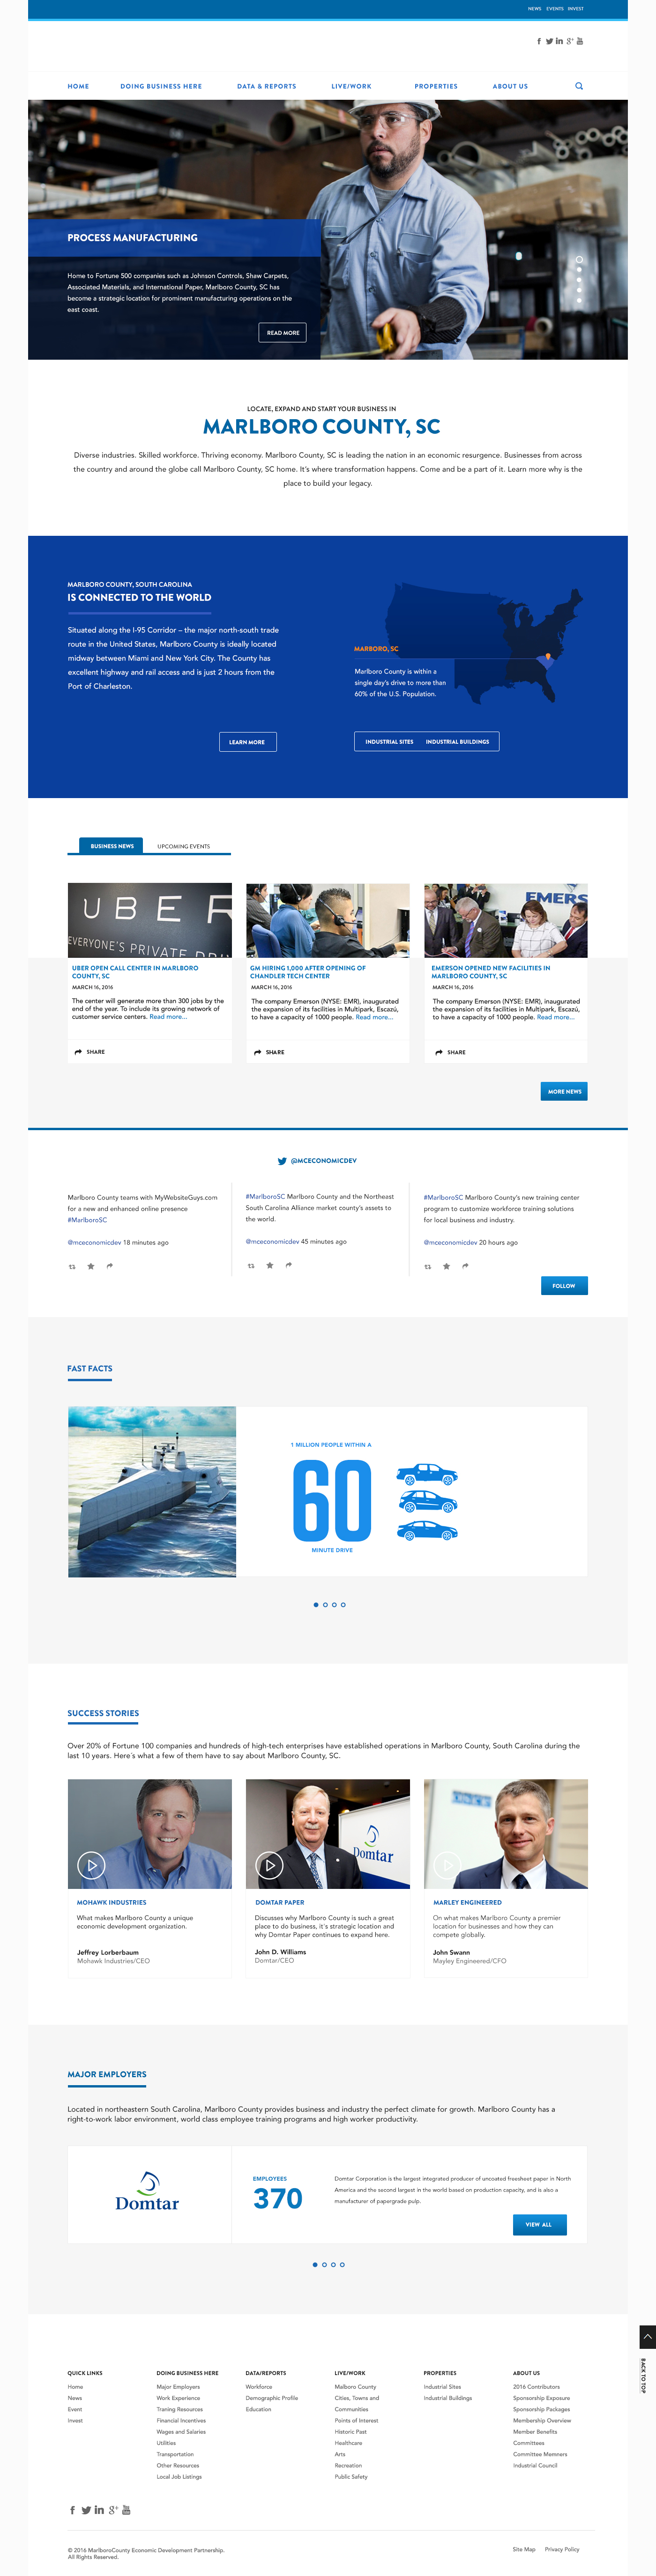 NEWS EVENTS INVEST
HOME DOING BUSINESS HERE DATA & REPORTS LIVE/WORK PROPERTIES ABOUT US
PROCESS MANUFACTURING
Home to Fortune 500 companies such as Johnson Controls, Shaw Carpets,
Associated Materials, and International Paper, Marlboro County, SC has
become a strategic location for prominent manufacturing operations on the
east coast.
READ MORE
LOCATE, EXPAND AND START YOUR BUSINESS IN
MARLBORO COUNTY, SC
Diverse industries. Skilled workforce. Thriving economy. Marlboro County, SC is leading the nation in an economic resurgence. Businesses from across
the country and around the globe call Marlboro County, SC home. It's where transformation happens. Come and be a part of it. Learn more why is the
place to build your legacy.
MARLBORO COUNTY, SOUTH CAROLINA
IS CONNECTED TO THE WORLD
Situated along the I-95 Corridor – the major north-south trade
route in the United States, Marlboro County is ideally located
midway between Miami and New York City. The County has
excellent highway and rail access and is just 2 hours from the
Port of Charleston.
LEARN MORE
MARBORO, SC
Marlboro County is within a
single day's drive to more than
60% of the U.S. Population.
INDUSTRIAL SITES INDUSTRIAL BUILDINGS
BUSINESS NEWS UPCOMING EVENTS
UBER
EVERYONE'S PRIVATE DRI
UBER OPEN CALL CENTER IN MARLBORO
COUNTY, SC
MARCH 16, 2016
The center will generate more than 300 jobs by the
end of the year. To include its growing network of
customer service centers. Read more...
SHARE
GM HIRING 1,000 AFTER OPENING OF
CHANDLER TECH CENTER
MARCH 16, 2016
The company Emerson (NYSE: EMR), inaugurated
the expansion of its facilities in Multipark, Escazú,
to have a capacity of 1000 people. Read more...
SHARE
EMERS
EMERSON OPENED NEW FACILITIES IN
MARLBORO COUNTY, SC
MARCH 16, 2016
The company Emerson (NYSE: EMR), inaugurated
the expansion of its facilities in Multipark, Escazú,
to have a capacity of 1000 people. Read more...
SHARE
MORE NEWS
@MCECONOMICDEV
Marlboro County teams with MyWebsiteGuys.com
for a new and enhanced online presence
#MarlboroSC
@mceconomicdev 18 minutes ago
#MarlboroSC Marlboro County and the Northeast
South Carolina Alliance market county's assets to
the world.
@mceconomicdev 45 minutes ago
#MarlboroSC Marlboro County's new training center
program to customize workforce training solutions
for local business and industry.
@mceconomicdev 20 hours ago
FOLLOW
FAST FACTS
1 MILLION PEOPLE WITHIN A
60
MINUTE DRIVE
SUCCESS STORIES
Over 20% of Fortune 100 companies and hundreds of high-tech enterprises have established operations in Marlboro County, South Carolina during the
last 10 years. Here´s what a few of them have to say about Marlboro County, SC.
Domtar
MOHAWK INDUSTRIES
What makes Marlboro County a unique
economic development organization.
Jeffrey Lorberbaum
Mohawk Industries/CEO
DOMTAR PAPER
Discusses why Marlboro County is such a great
place to do business, it´s strategic location and
why Domtar Paper continues to expand here.
John D. Williams
Domtar/CEO
MARLEY ENGINEERED
On what makes Marlboro County a premier
location for businesses and how they can
compete globally.
John Swann
Mayley Engineered/CFO
MAJOR EMPLOYERS
Located in northeastern South Carolina, Marlboro County provides business and industry the perfect climate for growth. Marlboro County has a
right-to-work labor environment, world class employee training programs and high worker productivity.
Domtar
EMPLOYEES
370
Domtar Corporation is the largest integrated producer of uncoated freesheet paper in North
America and the second largest in the world based on production capacity, and is also a
manufacturer of papergrade pulp.
VIEW ALL
BACK TO TOP
QUICK LINKS
Home
News
Event
Invest
DOING BUSINESS HERE
Major Employers
Work Experience
Traning Resources
Financial Incentives
Wages and Salaries
Utilities
Transportation
Other Resources
Local Job Listings
DATA/REPORTS
Workforce
Demographic Profile
Education
LIVE/WORK
Malboro County
Cities, Towns and
Communities
Points of Interest
Historic Past
Healthcare
Arts
Recreation
Public Safety
PROPERTIES
Industrial Sites
Industrial Buildings
ABOUT US
2016 Contributors
Sponsorship Exposure
Sponsorship Packages
Membership Overview
Member Benefits
Committees
Committee Memners
Industrial Council
© 2016 MarlboroCounty Economic Development Partnership.
All Rights Reserved.
Site Map Privacy Policy